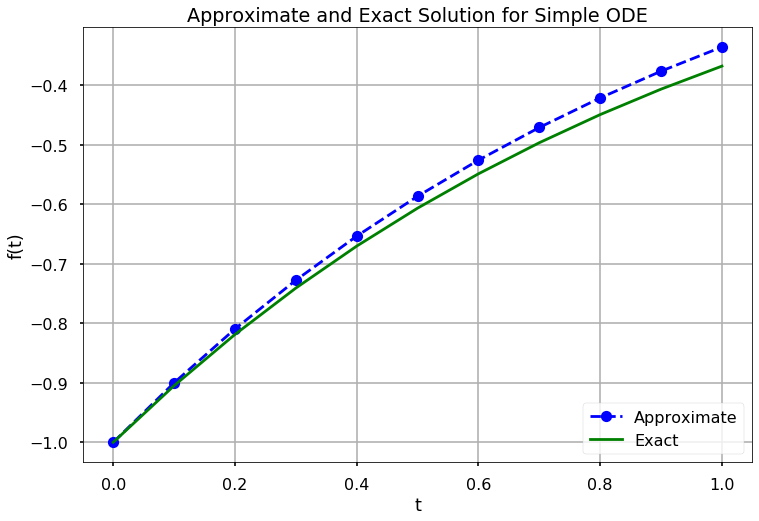 Approximate and Exact Solution for Simple ODE
f(t)
−0.4
−0.5
−0.6
−0.7
−0.8
−0.9
−1.0
Approximate
Exact
0.0 0.2 0.4 0.6 0.8 1.0
t